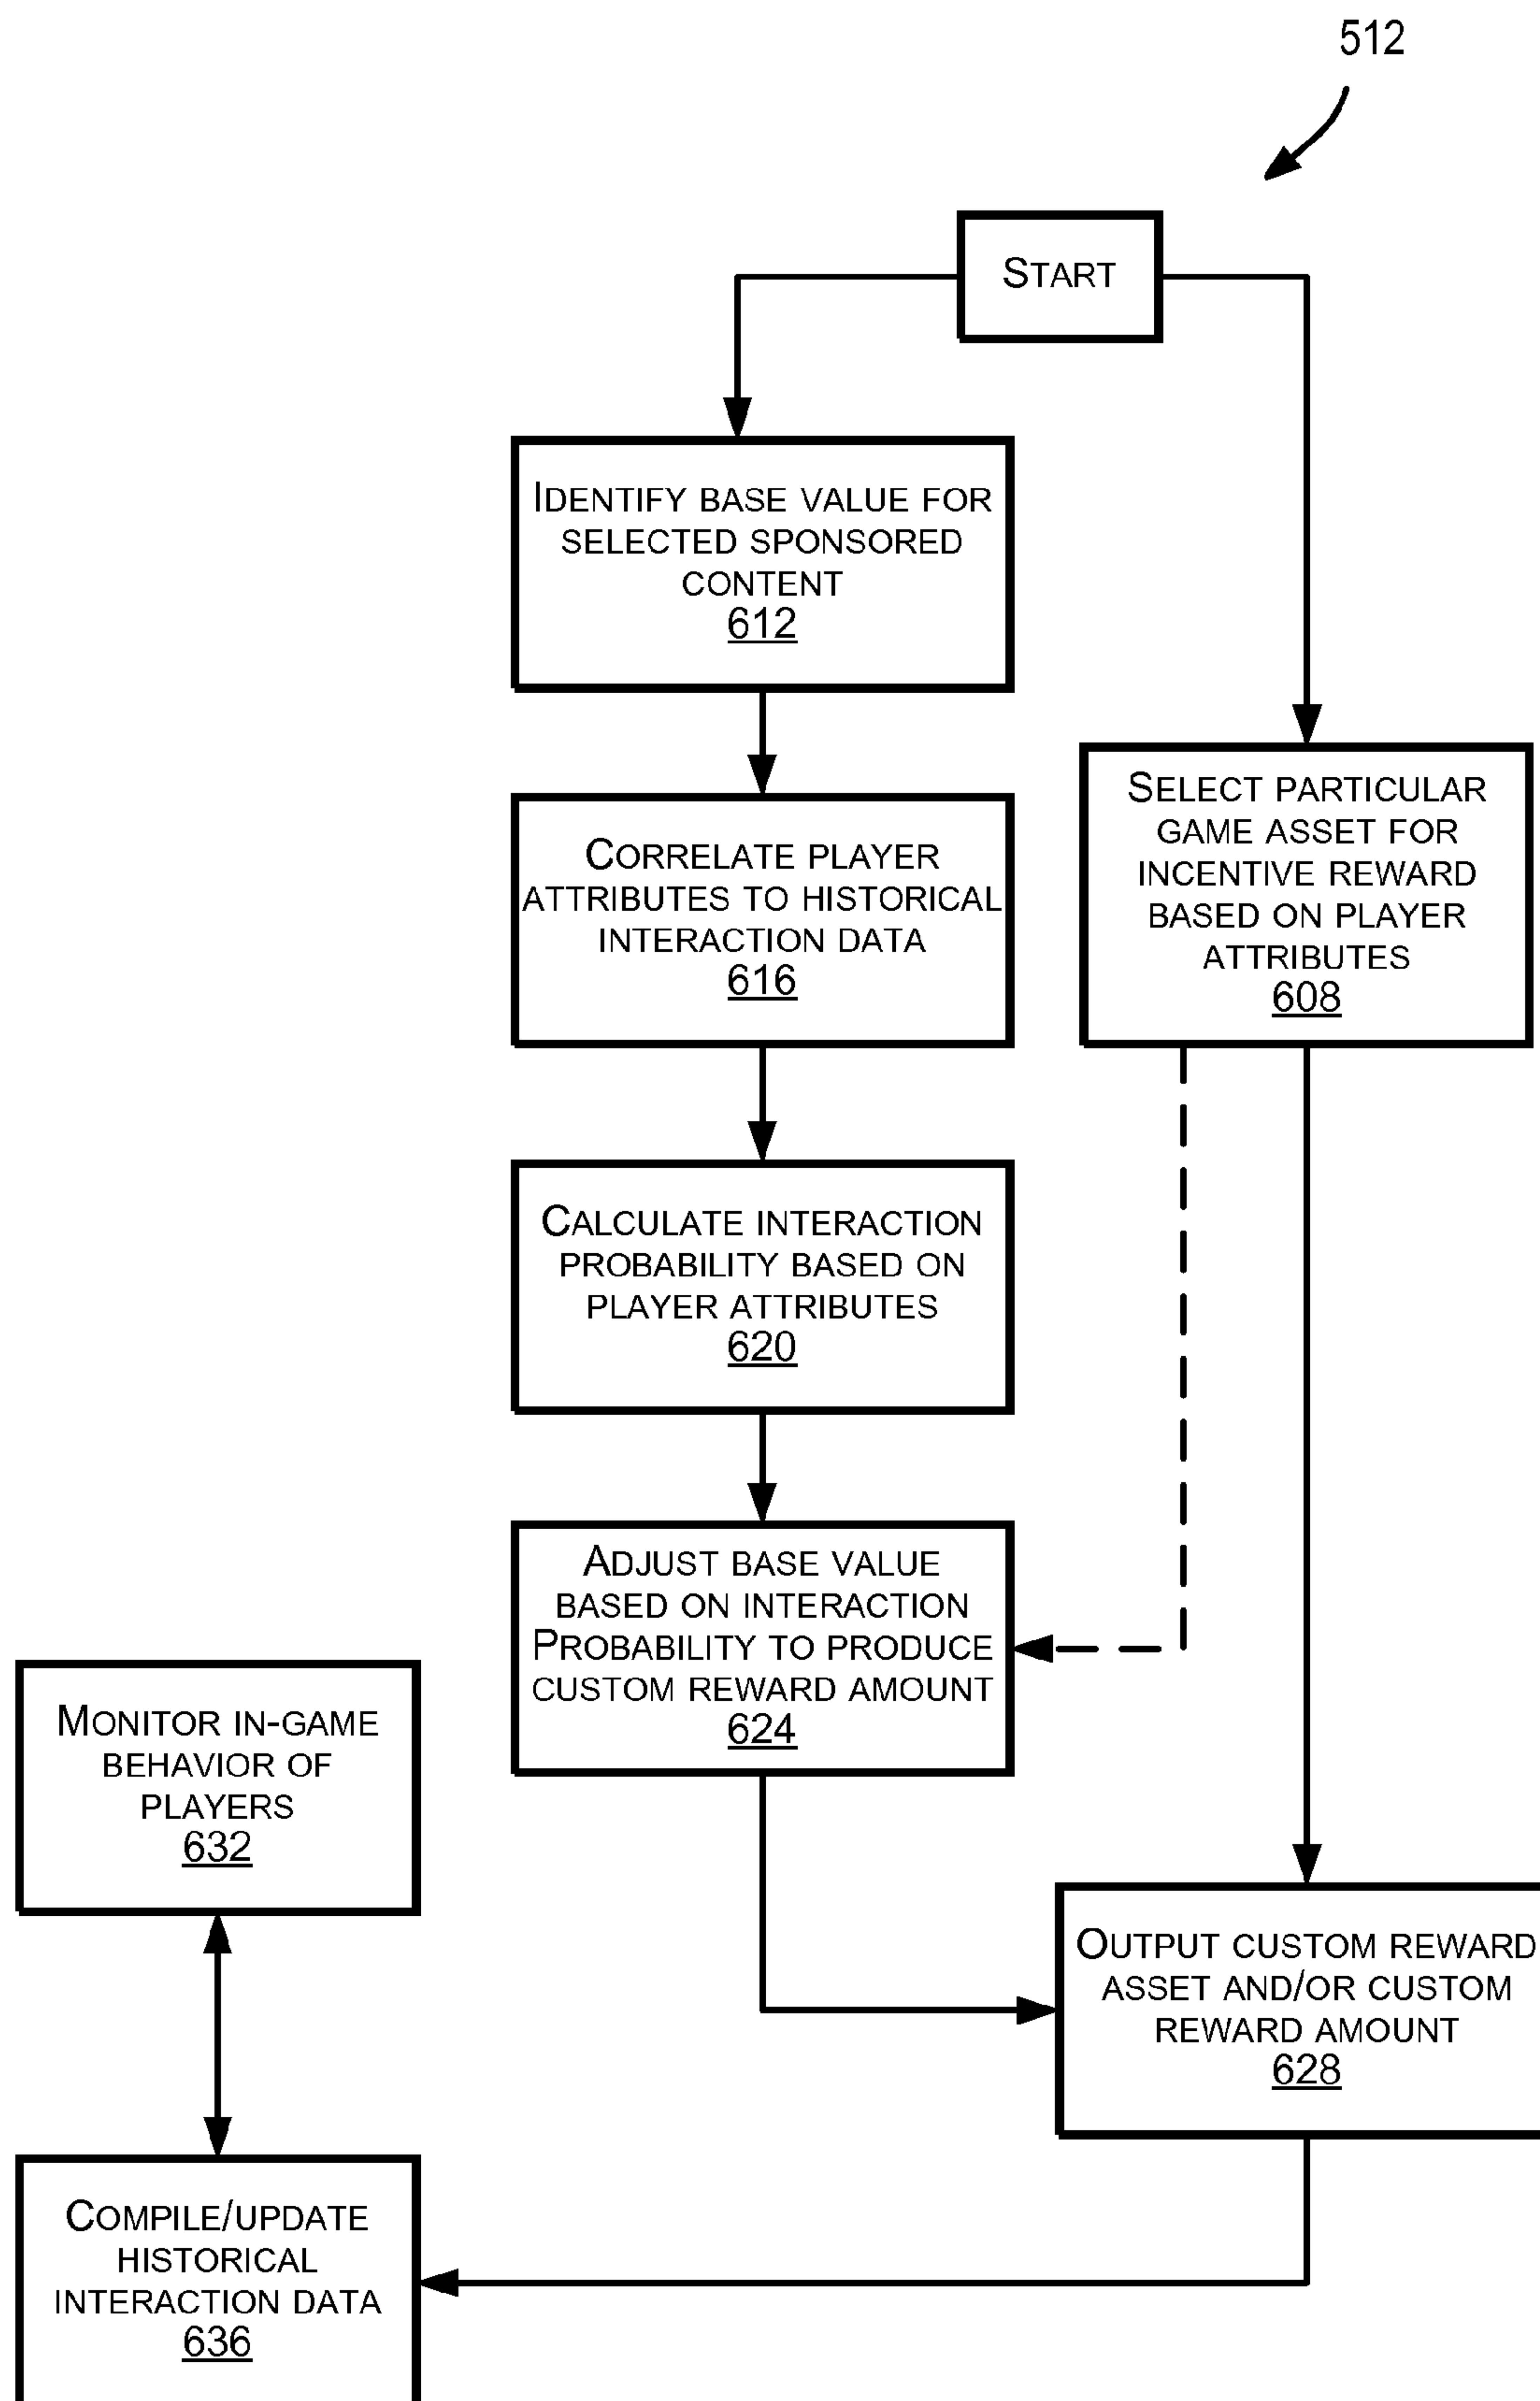 512
START
IDENTIFY BASE VALUE FOR
SELECTED SPONSORED
CONTENT
612
SELECT PARTICULAR
GAME ASSET FOR
INCENTIVE REWARD
BASED ON PLAYER
ATTRIBUTES
608
CORRELATE PLAYER
ATTRIBUTES TO HISTORICAL
INTERACTION DATA
616
CALCULATE INTERACTION
PROBABILITY BASED ON
PLAYER ATTRIBUTES
620
ADJUST BASE VALUE
BASED ON INTERACTION
PROBABILITY TO PRODUCE
CUSTOM REWARD AMOUNT
624
MONITOR IN-GAME
BEHAVIOR OF
PLAYERS
632
OUTPUT CUSTOM REWARD
ASSET AND/OR CUSTOM
REWARD AMOUNT
628
COMPILE/UPDATE
HISTORICAL
INTERACTION DATA
636